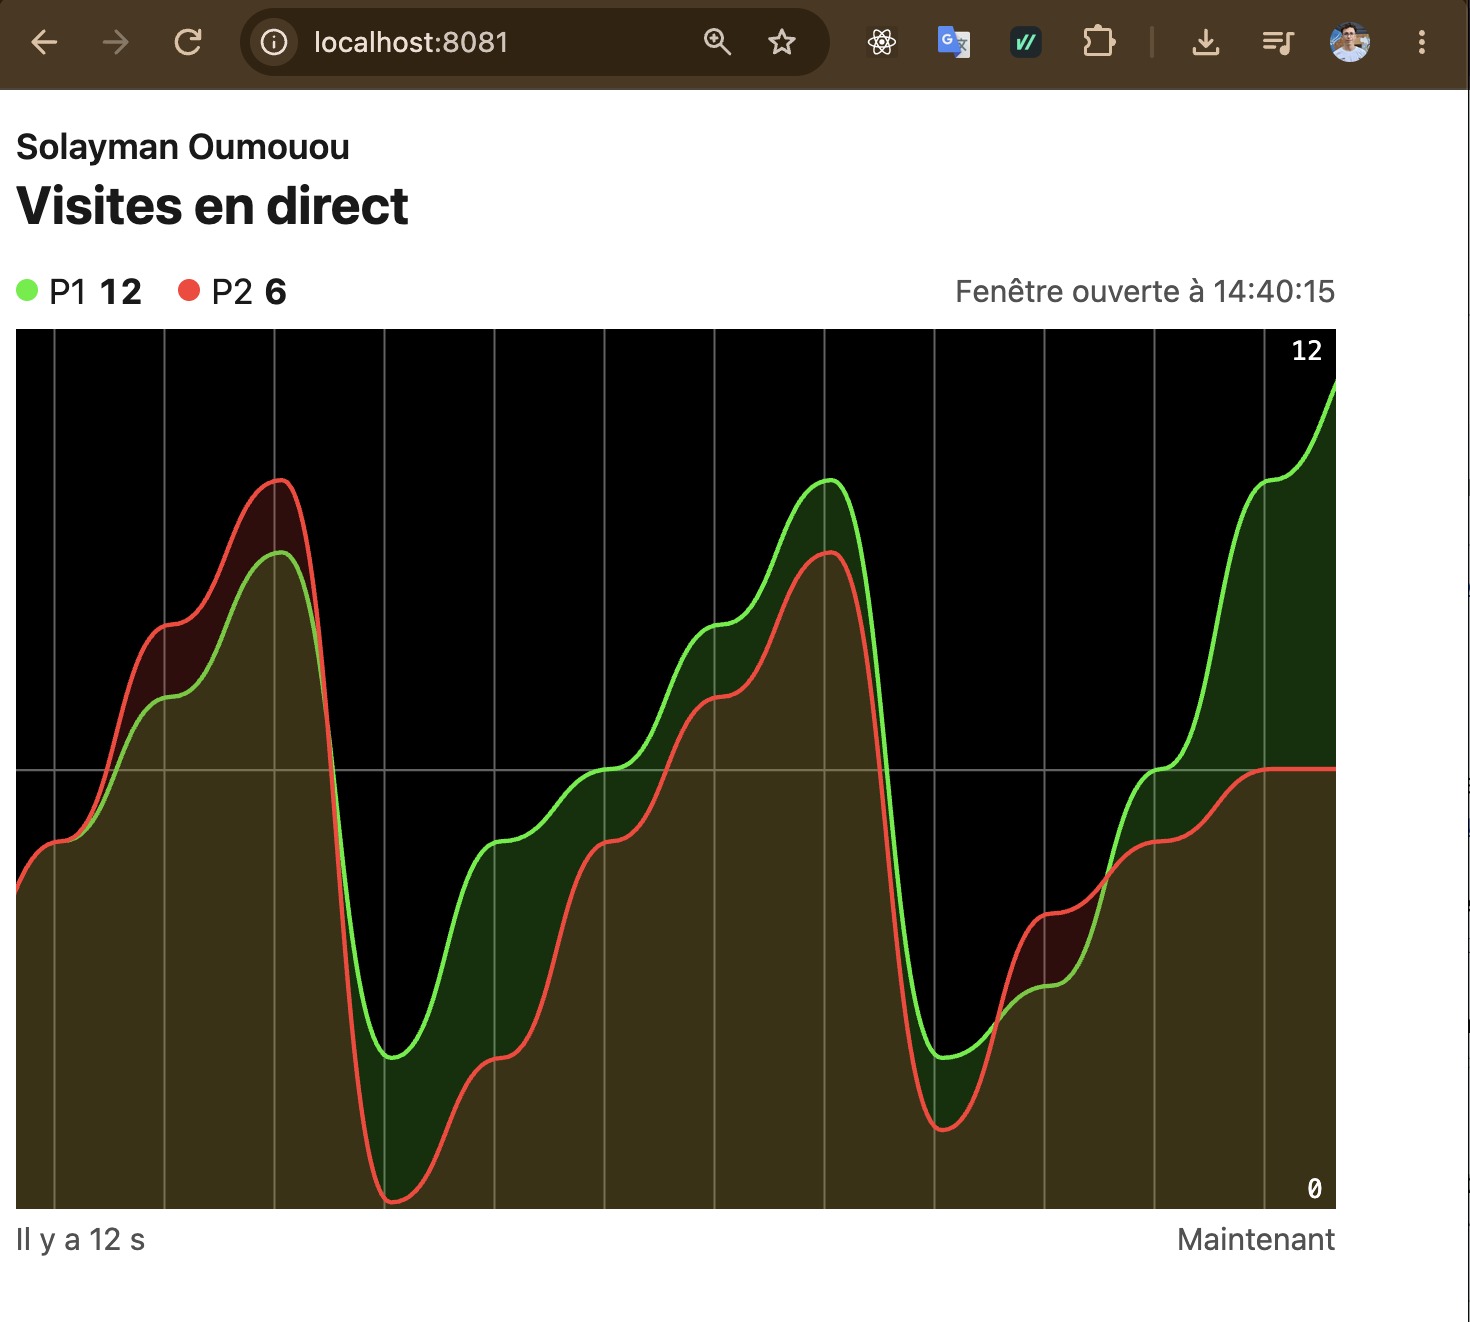 localhost:8081
Solayman Oumouou
Visites en direct
P1 12 P2 6 Fenêtre ouverte à 14:40:15
12
0
Il y a 12 s Maintenant